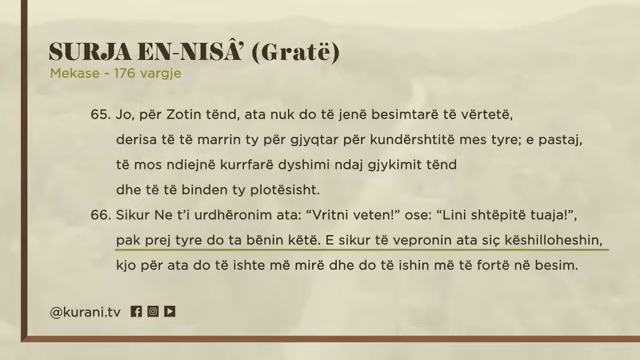 SURJA EN-NISÂ’ (Gratë)
Mekase - 176 vargje
65. Jo, për Zotin tënd, ata nuk do të jenë besimtarë të vërtetë,
derisa të të marrin ty për gjyqtar për kundërshtitë mes tyre; e pastaj,
të mos ndiejnë kurrfarë dyshimi ndaj gjykimit tënd
dhe të të binden ty plotësisht.
66. Sikur Ne t’i urdhëronim ata: “Vritni veten!” ose: “Lini shtëpitë tuaja!”,
pak prej tyre do ta bënin këtë. E sikur të vepronin ata siç këshilloheshin,
kjo për ata do të ishte më mirë dhe do të ishin më të fortë në besim.
@kurani.tv